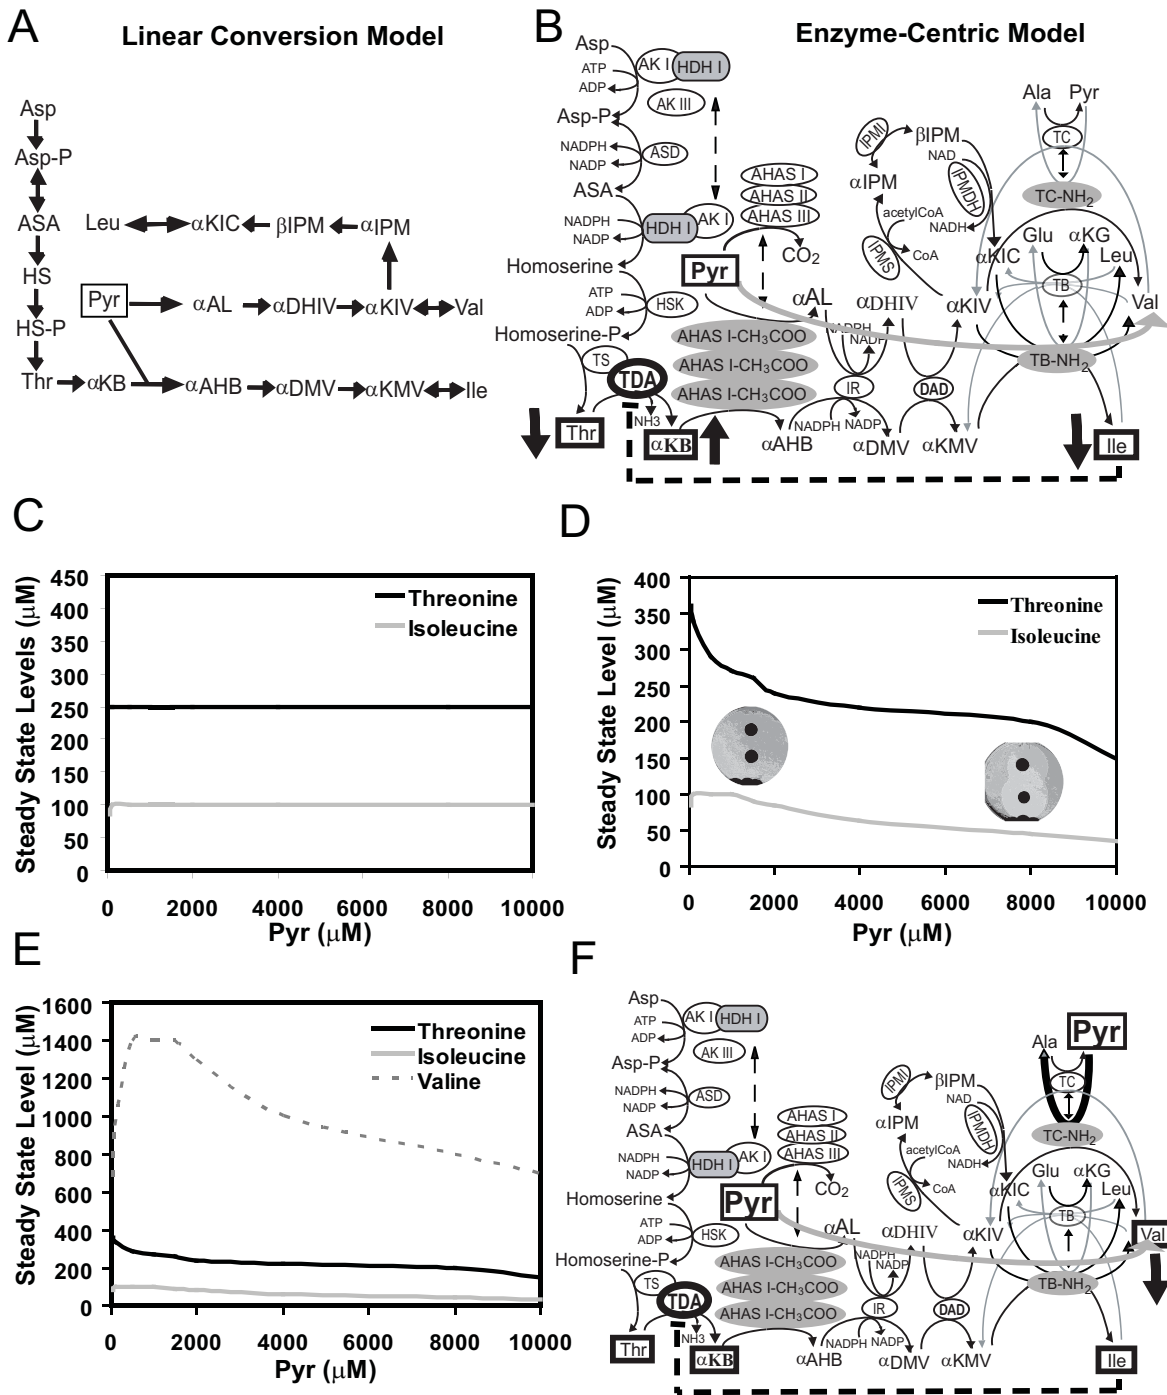 A
Linear Conversion Model
Asp
Asp-P
ASA
HS
HS-P
Thr
αKB
αAHB
αDMV
αKMV
Ile
Pyr
αAL
αDHIV
αKIV
Val
Leu
αKIC
βIPM
αIPM
B
Enzyme-Centric Model
Asp
ATP
ADP
AK I
HDH I
AK III
Asp-P
NADPH
NADP
ASD
ASA
NADPH
NADP
HDH I
AK I
Homoserine
ATP
ADP
HSK
Homoserine-P
TS
TDA
Thr
NH3
αKB
AHAS I
AHAS II
AHAS III
Pyr
CO2
AHAS I-CH3COO
AHAS I-CH3COO
AHAS I-CH3COO
αAL
αDHIV
αKIV
NADPH
NADP
IR
DAD
αAHB
NADPH
NADP
αDMV
αKMV
IPMI
βIPM
NAD
IPMDH
αIPM
acetylCoA
NADH
CoA
IPMS
αKIC
Ala
Pyr
TC
TC-NH2
Glu
αKG
Leu
TB
Val
TB-NH2
Ile
C
Steady State Levels (μM)
450
400
350
300
250
200
150
100
50
0
Threonine
Isoleucine
0 2000 4000 6000 8000 10000
Pyr (μM)
D
Steady State Level (μM)
400
350
300
250
200
150
100
50
0
Threonine
Isoleucine
0 2000 4000 6000 8000 10000
Pyr (μM)
E
Steady State Level (μM)
1600
1400
1200
1000
800
600
400
200
0
Threonine
Isoleucine
Valine
0 2000 4000 6000 8000 10000
Pyr (μM)
F
Asp
ATP
ADP
AK I
HDH I
AK III
Asp-P
NADPH
NADP
ASD
ASA
NADPH
NADP
HDH I
AK I
Homoserine
ATP
ADP
HSK
Homoserine-P
TS
TDA
Thr
NH3
αKB
AHAS I
AHAS II
AHAS III
Pyr
CO2
AHAS I-CH3COO
AHAS I-CH3COO
AHAS I-CH3COO
αAL
αDHIV
αKIV
NADPH
NADP
IR
DAD
αAHB
NADPH
NADP
αDMV
αKMV
IPMI
βIPM
NAD
IPMDH
αIPM
acetylCoA
NADH
CoA
IPMS
αKIC
Ala
Pyr
TC
TC-NH2
Glu
αKG
Leu
TB
Val
TB-NH2
Ile